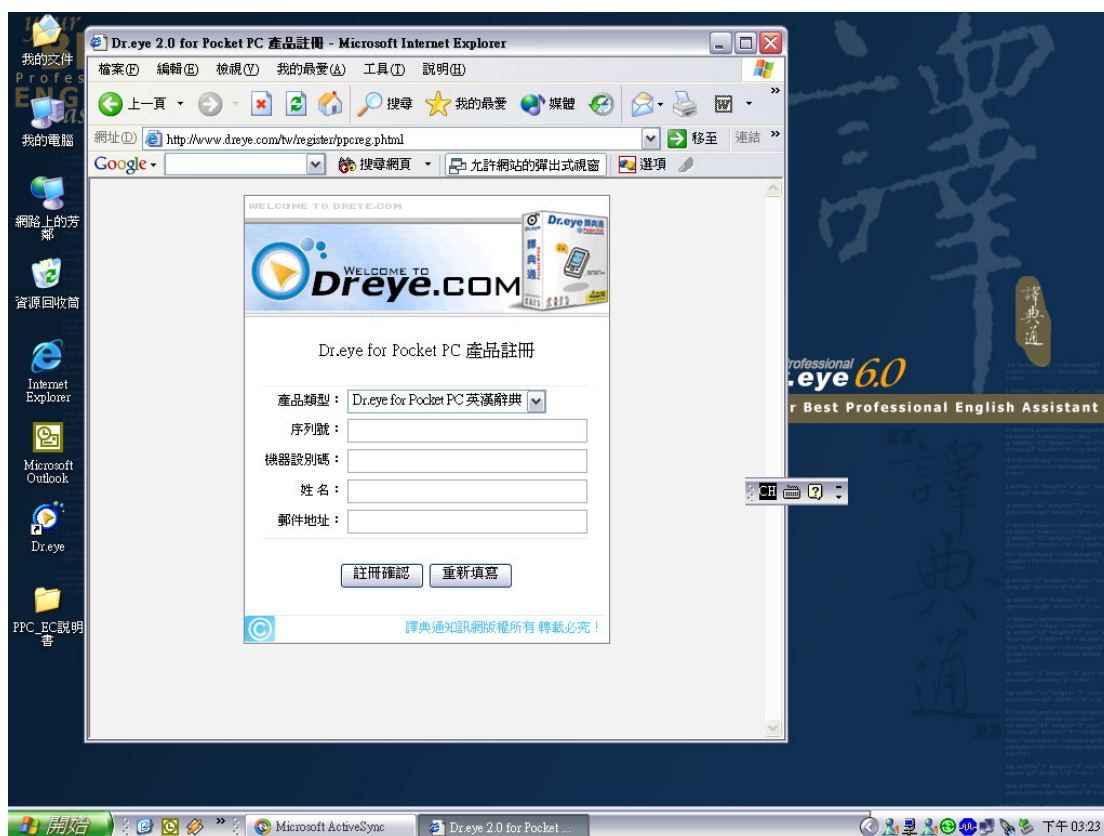 我的文件
我的電腦
網路上的芳
鄰
資源回收筒
Internet
Explorer
Microsoft
Outlook
Dr.eye
PPC_EC說明
書
Dr.eye 2.0 for Pocket PC 產品註冊 - Microsoft Internet Explorer
檔案(F) 編輯(E) 檢視(V) 我的最愛(A) 工具(T) 說明(H)
上一頁 搜尋 我的最愛 媒體
網址(D) http://www.dreye.com/tw/register/ppcreg.phtml 移至 連結
Google 搜尋網頁 允許網站的彈出式視窗 選項
WELCOME TO DREYE.COM
WELCOME TO
Dreye.COM
Dr.eye 譯典通
Dr.eye for Pocket PC 產品註冊
產品類型： Dr.eye for Pocket PC 英漢辭典
序列號：
機器設別碼：
姓 名：
郵件地址：
註冊確認 重新填寫
譯典通知訊網版權所有 轉載必究！
譯
譯典通
rofessional
.eye 6.0
r Best Professional English Assistant
譯典通
CH
開始 Microsoft ActiveSync Dr.eye 2.0 for Pocket ... 下午 03:23